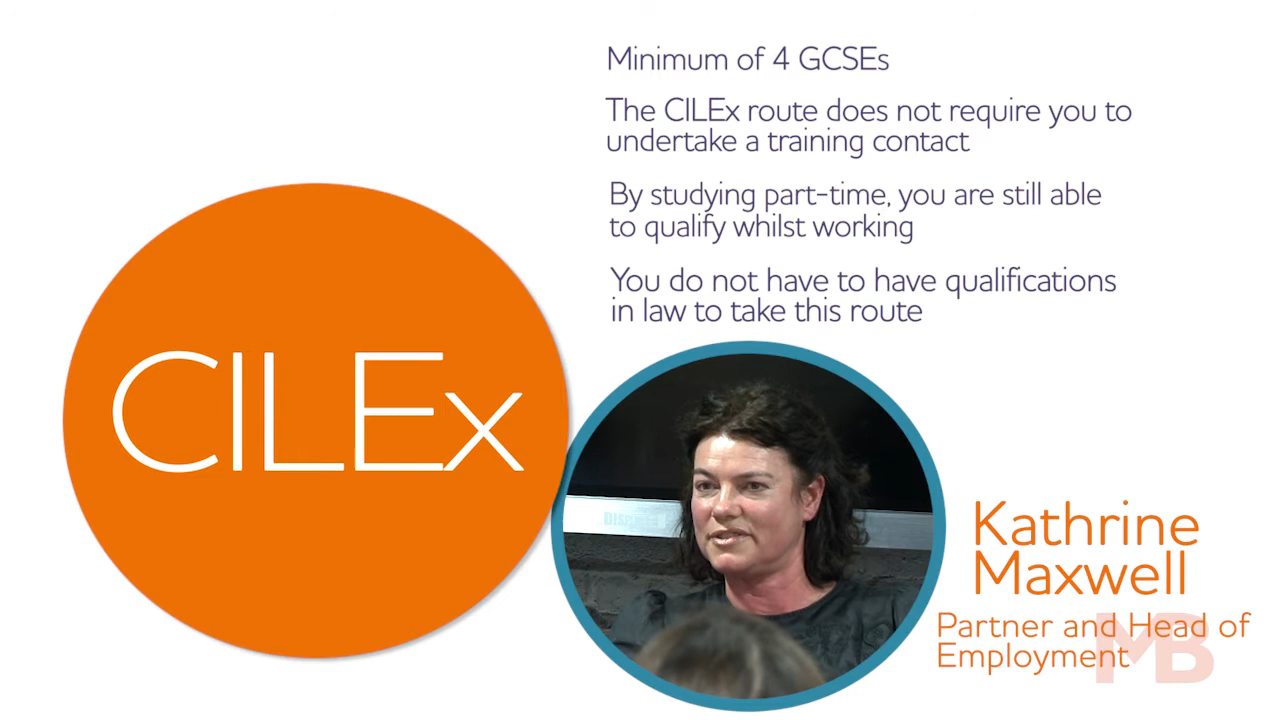 Minimum of 4 GCSEs
The CILEx route does not require you to
undertake a training contact
By studying part-time, you are still able
to qualify whilst working
You do not have to have qualifications
in law to take this route
CILEx
Kathrine
Maxwell
Partner and Head of
Employment
MB